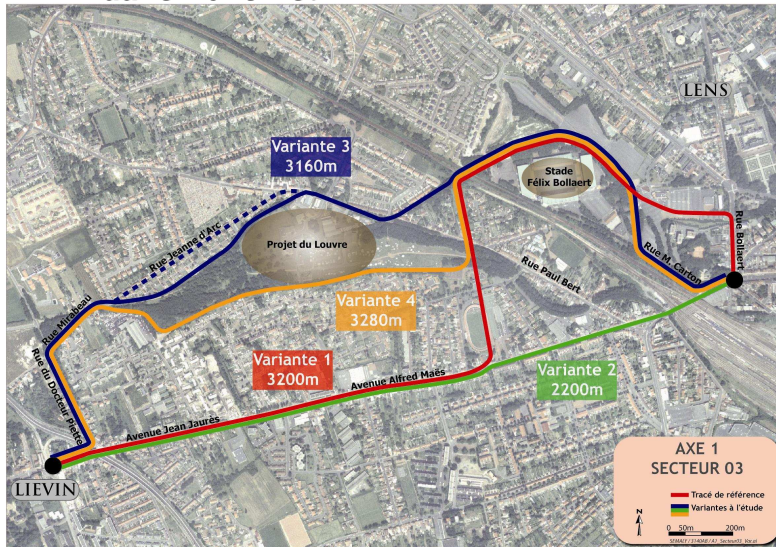 LENS
Variante 3
3160m
Stade
Félix Bollaert
Rue Jeanne d'Arc
Projet du Louvre
Rue Bollaert
Rue M. Carton
Rue Paul Bert
Rue Mirabeau
Variante 4
3280m
Rue du Docteur Piette
Variante 1
3200m
Variante 2
2200m
Avenue Alfred Maës
Avenue Jean Jaurès
LIEVIN
AXE 1
SECTEUR 03
Tracé de référence
Variantes à l'étude
N
0 50m 200m